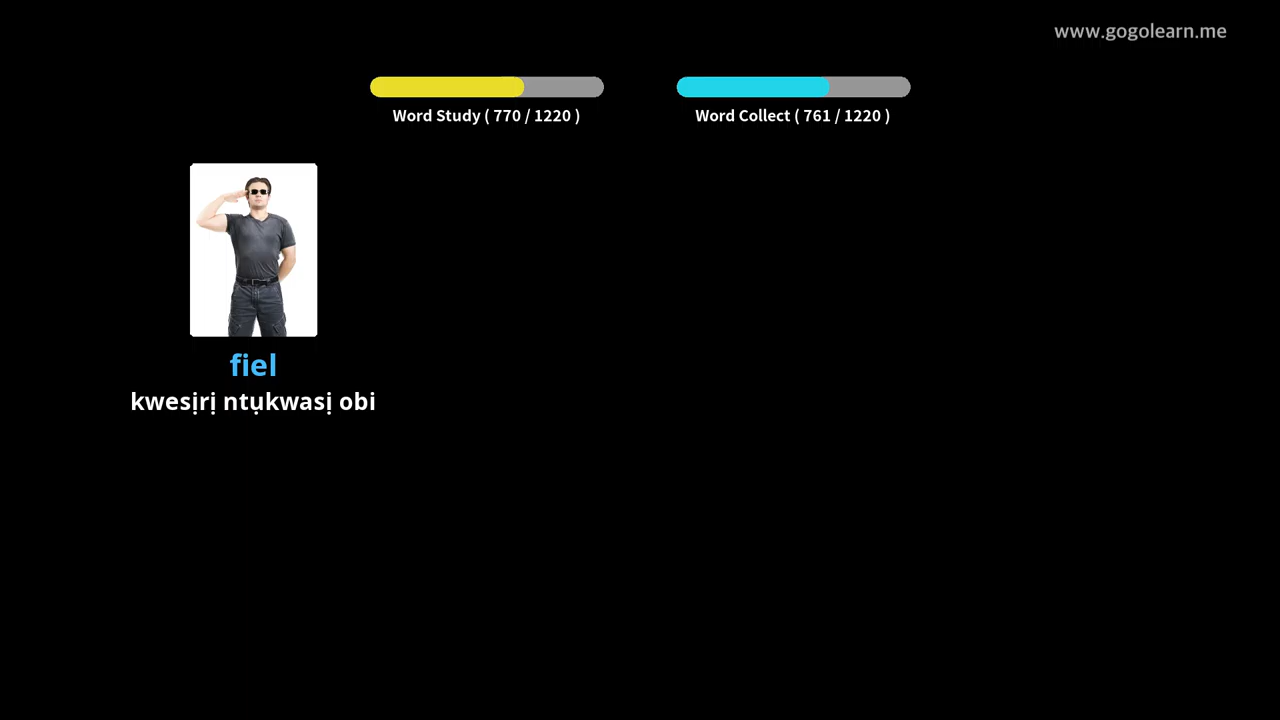 www.gogolearn.me
Word Study ( 770 / 1220 )
Word Collect ( 761 / 1220 )
fiel
kwesịrị ntụkwasị obi